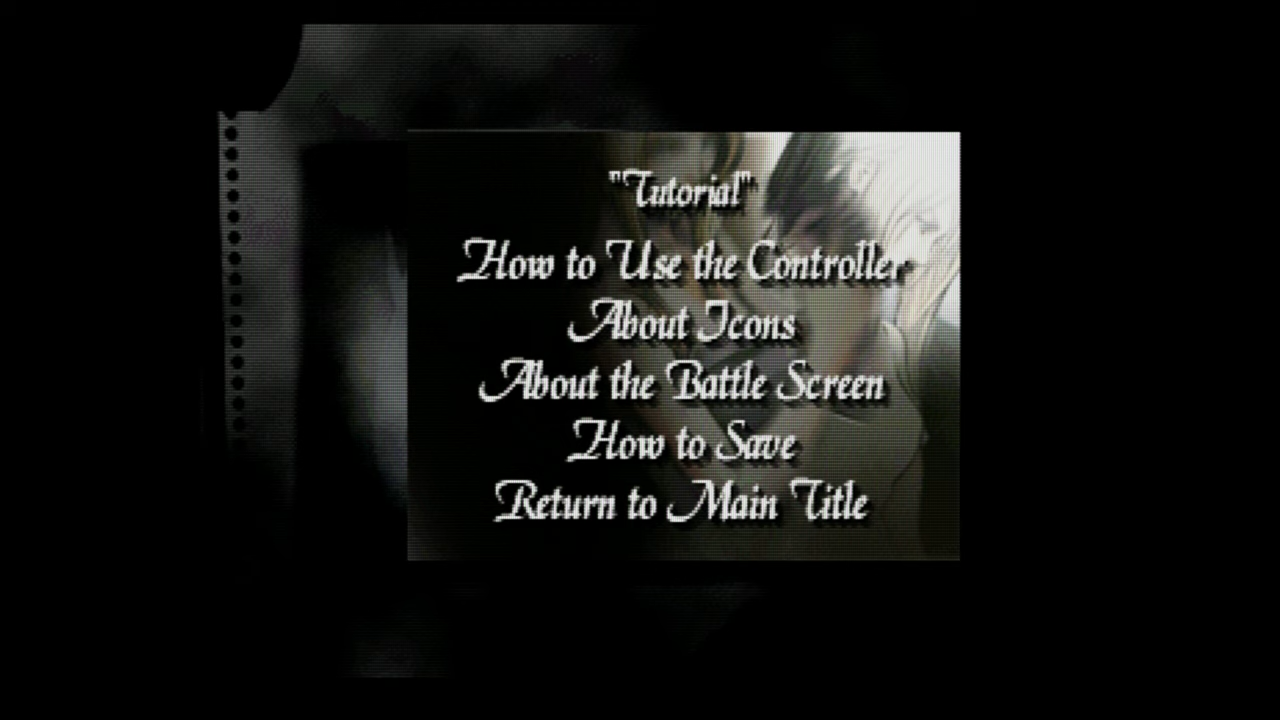 "Tutorial"
How to Use the Controller
About Icons
About the Battle Screen
How to Save
Return to Main Title